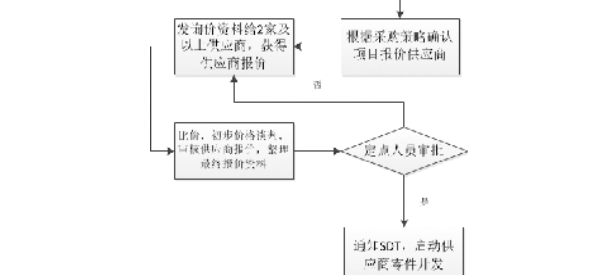 发询价资料给2家及
以上供应商，获得
供应商报价
根据采购策略确认
项目报价供应商
否
比价、初步价格谈判、
审核供应商报价，整理
最终报价资料
定点人员审批
是
通知SDT，启动供
应商零件开发